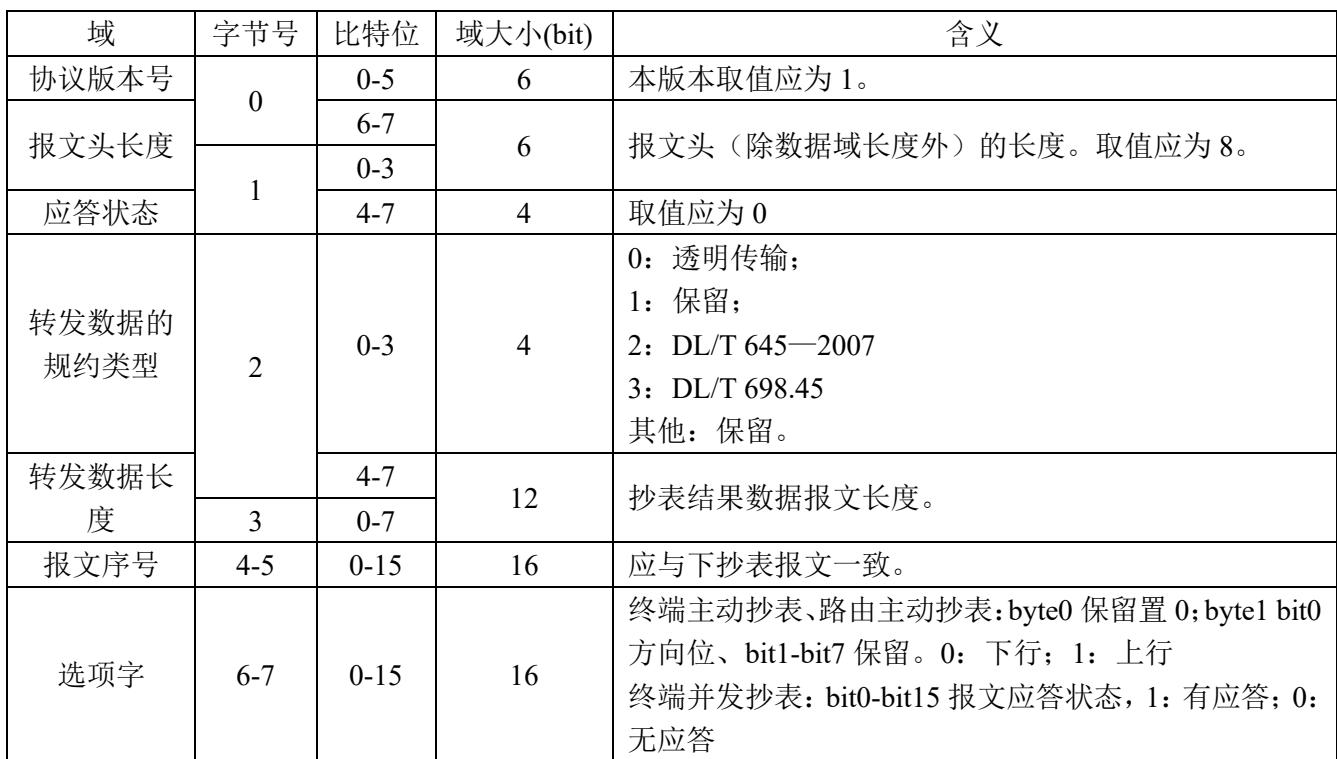 域 字节号 比特位 域大小(bit) 含义
协议版本号 0 0-5 6 本版本取值应为 1。
报文头长度 6-7 6 报文头（除数据域长度外）的长度。取值应为 8。
1 0-3
应答状态 4-7 4 取值应为 0
转发数据的
规约类型
2 0-3 4
0：透明传输；
1：保留；
2：DL/T 645—2007
3：DL/T 698.45
其他：保留。
转发数据长
度
4-7 12 抄表结果数据报文长度。
3 0-7
报文序号 4-5 0-15 16 应与下抄表报文一致。
选项字 6-7 0-15 16
终端主动抄表、路由主动抄表：byte0 保留置 0；byte1 bit0
方向位、bit1-bit7 保留。0：下行；1：上行
终端并发抄表：bit0-bit15 报文应答状态，1：有应答；0：
无应答